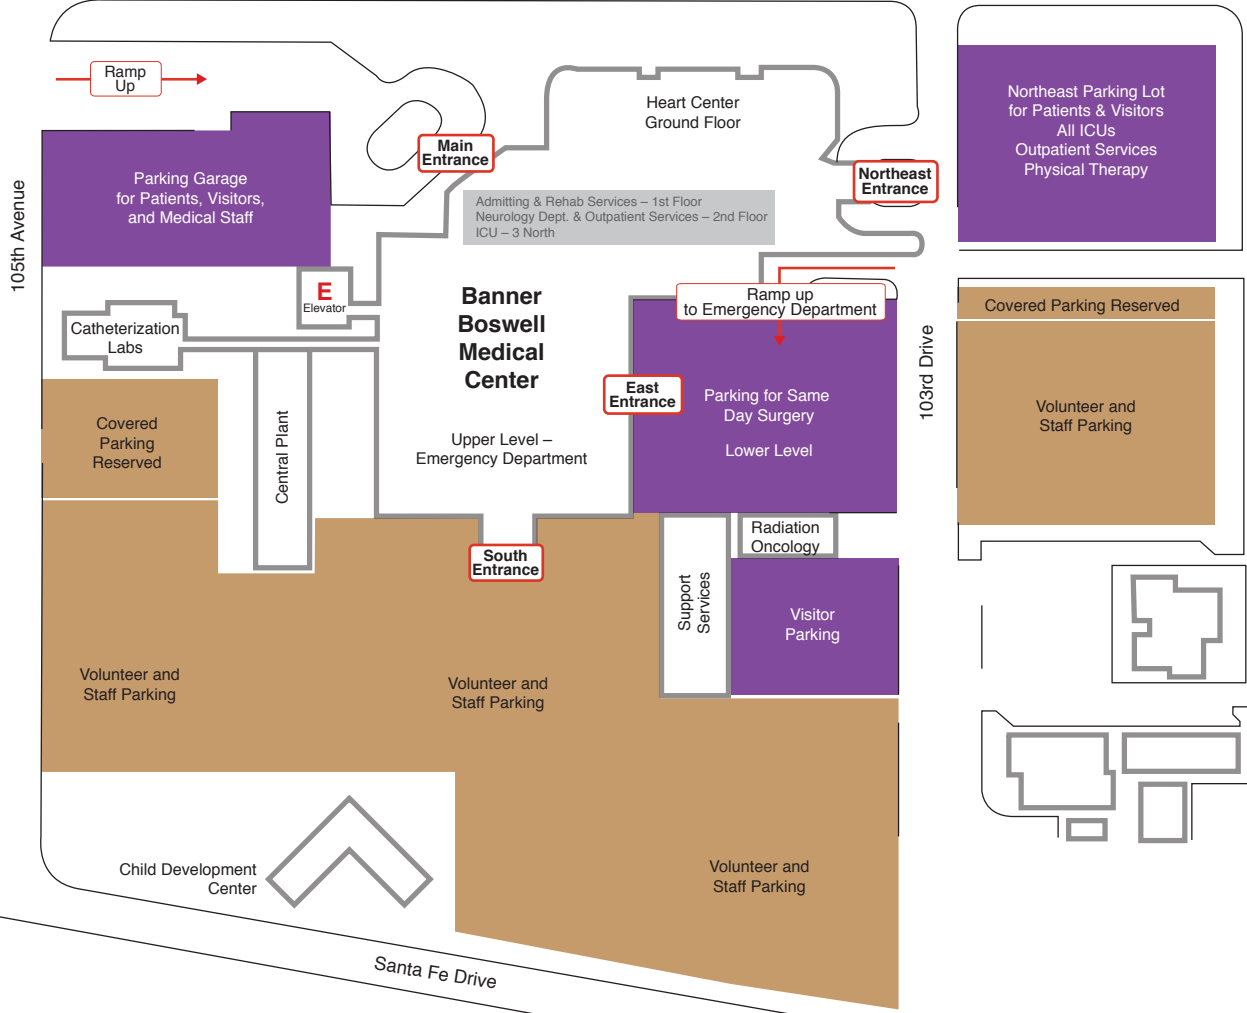 Ramp
Up
Main
Entrance
Heart Center
Ground Floor
Northeast
Entrance
Northeast Parking Lot
for Patients & Visitors
All ICUs
Outpatient Services
Physical Therapy
Parking Garage
for Patients, Visitors,
and Medical Staff
105th Avenue
Admitting & Rehab Services – 1st Floor
Neurology Dept. & Outpatient Services – 2nd Floor
ICU – 3 North
E
Elevator
Catheterization
Labs
Banner
Boswell
Medical
Center
Ramp up
to Emergency Department
Covered Parking Reserved
103rd Drive
East
Entrance
Parking for Same
Day Surgery
Lower Level
Volunteer and
Staff Parking
Covered
Parking
Reserved
Central Plant
Upper Level –
Emergency Department
South
Entrance
Radiation
Oncology
Support
Services
Visitor
Parking
Volunteer and
Staff Parking
Volunteer and
Staff Parking
Child Development
Center
Volunteer and
Staff Parking
Santa Fe Drive